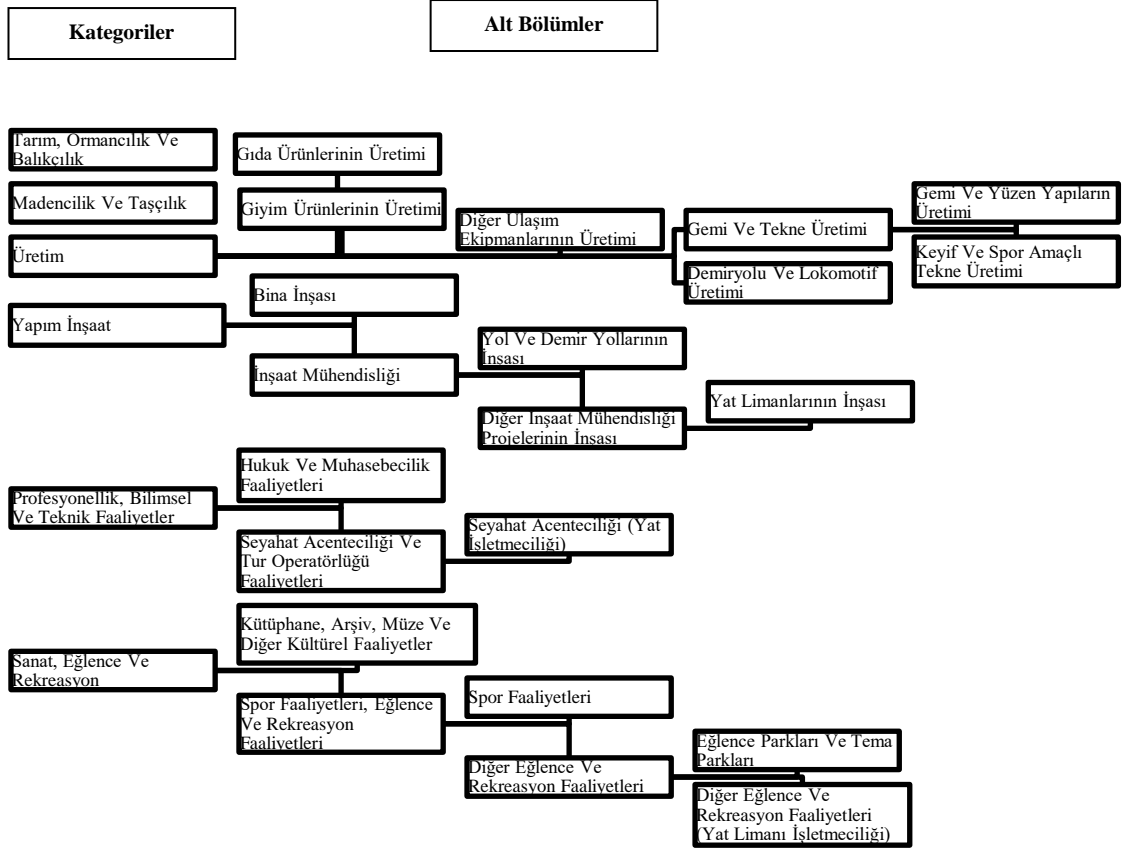 Kategoriler
Alt Bölümler
Tarım, Ormancılık Ve
Balıkçılık
Gıda Ürünlerinin Üretimi
Madencilik Ve Taşçılık
Giyim Ürünlerinin Üretimi
Üretim
Diğer Ulaşım
Ekipmanlarının Üretimi
Gemi Ve Tekne Üretimi
Gemi Ve Yüzen Yapıların
Üretimi
Keyif Ve Spor Amaçlı
Tekne Üretimi
Demiryolu Ve Lokomotif
Üretimi
Bina İnşası
Yapım İnşaat
İnşaat Mühendisliği
Yol Ve Demir Yollarının
İnşası
Diğer İnşaat Mühendisliği
Projelerinin İnşası
Yat Limanlarının İnşası
Hukuk Ve Muhasebecilik
Faaliyetleri
Profesyonellik, Bilimsel
Ve Teknik Faaliyetler
Seyahat Acenteciliği Ve
Tur Operatörlüğü
Faaliyetleri
Seyahat Acenteciliği (Yat
İşletmeciliği)
Kütüphane, Arşiv, Müze Ve
Diğer Kültürel Faaliyetler
Sanat, Eğlence Ve
Rekreasyon
Spor Faaliyetleri, Eğlence
Ve Rekreasyon
Faaliyetleri
Spor Faaliyetleri
Diğer Eğlence Ve
Rekreasyon Faaliyetleri
Eğlence Parkları Ve Tema
Parkları
Diğer Eğlence Ve
Rekreasyon Faaliyetleri
(Yat Limanı İşletmeciliği)